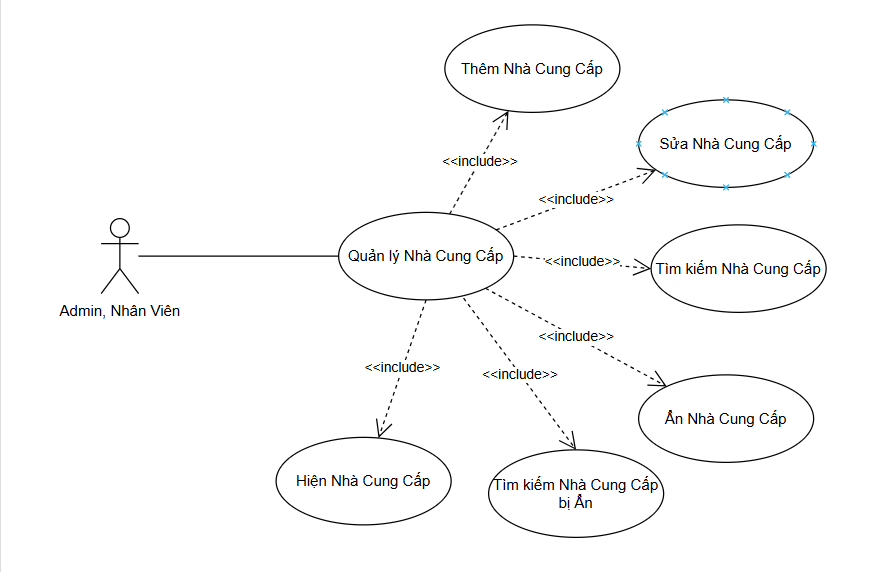 Thêm Nhà Cung Cấp
<<include>>
Sửa Nhà Cung Cấp
<<include>>
Quản lý Nhà Cung Cấp
<<include>>
Tìm kiếm Nhà Cung Cấp
Admin, Nhân Viên
<<include>>
<<include>>
<<include>>
Ẩn Nhà Cung Cấp
Hiện Nhà Cung Cấp
Tìm kiếm Nhà Cung Cấp
bị Ẩn